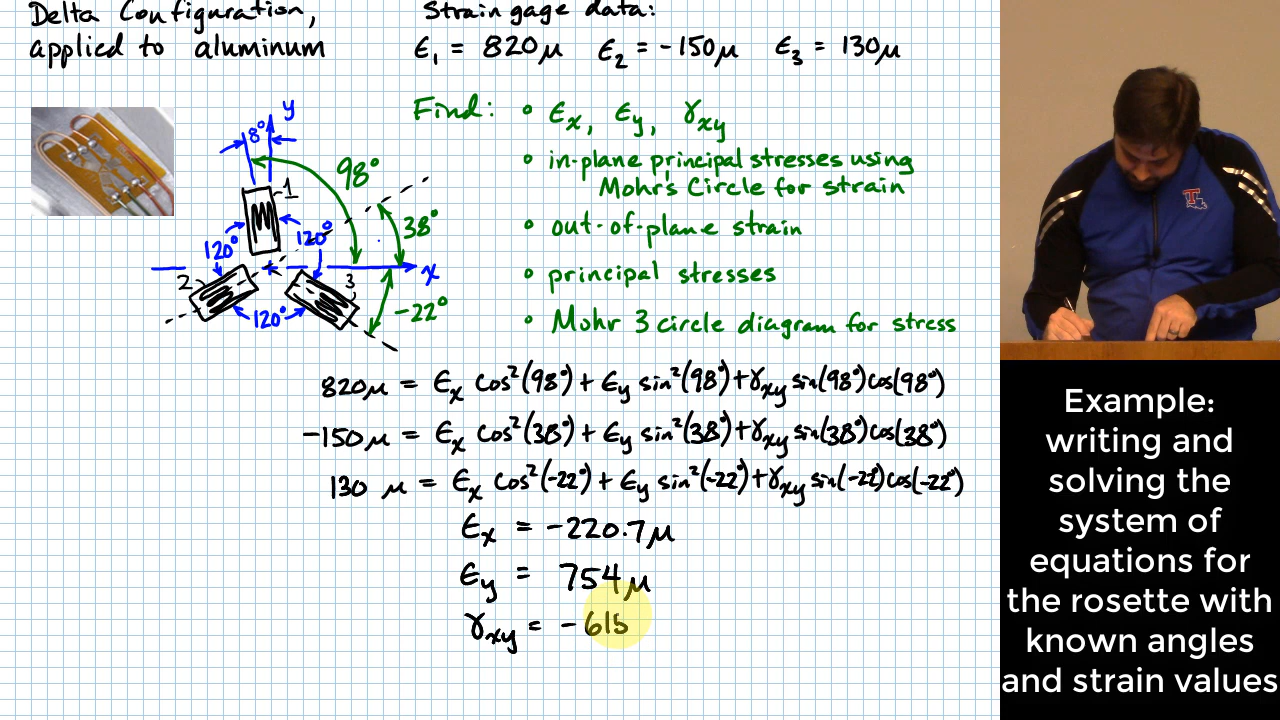 Delta Configuration,
applied to aluminum
Strain gage data:
ϵ₁ = 820μ ϵ₂ = -150μ ϵ₃ = 130μ
Find: • ϵx, ϵy, γxy
• in-plane principal stresses using
Mohr's Circle for strain
• out-of-plane strain
• principal stresses
• Mohr 3 circle diagram for stress
y
8°
98°
1
38°
120°
120°
x
2
3
120°
-22°
820μ = ϵx cos²(98°) + ϵy sin²(98°) + γxy sin(98°)cos(98°)
-150μ = ϵx cos²(38°) + ϵy sin²(38°) + γxy sin(38°)cos(38°)
130 μ = ϵx cos²(-22°) + ϵy sin²(-22°) + γxy sin(-22°)cos(-22°)
ϵx = -220.7μ
ϵy = 754μ
γxy = -615
Example:
writing and
solving the
system of
equations for
the rosette with
known angles
and strain values